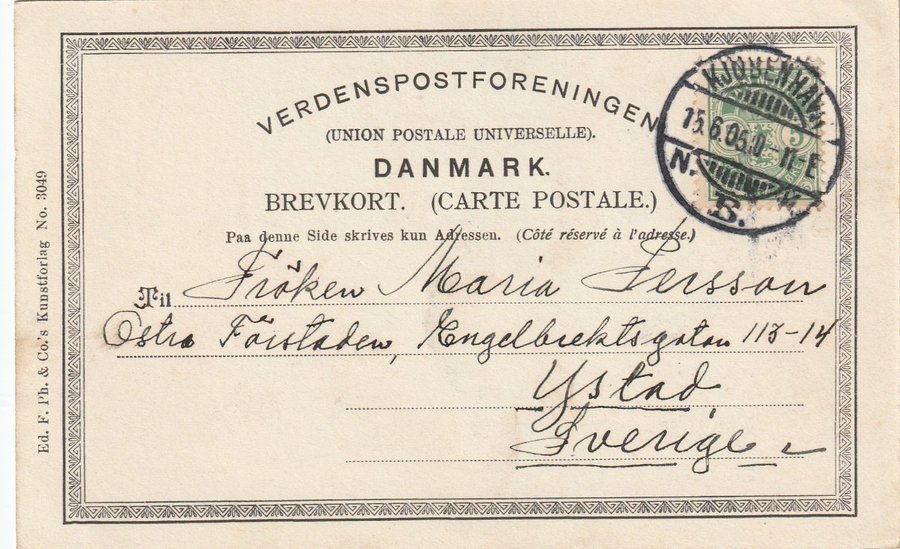 VERDENSPOSTFORENINGEN
(UNION POSTALE UNIVERSELLE).
DANMARK.
BREVKORT. (CARTE POSTALE.)
Paa denne Side skrives kun Adressen. (Côté réservé à l'adresse.)
Til Fröken Maria Persson
Östra Förstaden, Engelbrektsgatan 113-14
Ystad
Sverige
KJØBENHAVN
15.6.05.
N. B.
Ed. F. Ph. & Co.'s Kunstforlag No. 3049